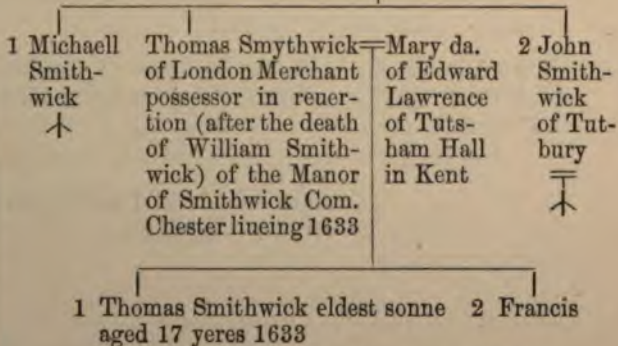 1 Michaell
Smith-
wick
Thomas Smythwick
of London Merchant
possessor in reuer-
tion (after the death
of William Smith-
wick) of the Manor
of Smithwick Com.
Chester liueing 1633
Mary da.
of Edward
Lawrence
of Tuts-
ham Hall
in Kent
2 John
Smith-
wick
of Tut-
bury
1 Thomas Smithwick eldest sonne
aged 17 yeres 1633
2 Francis